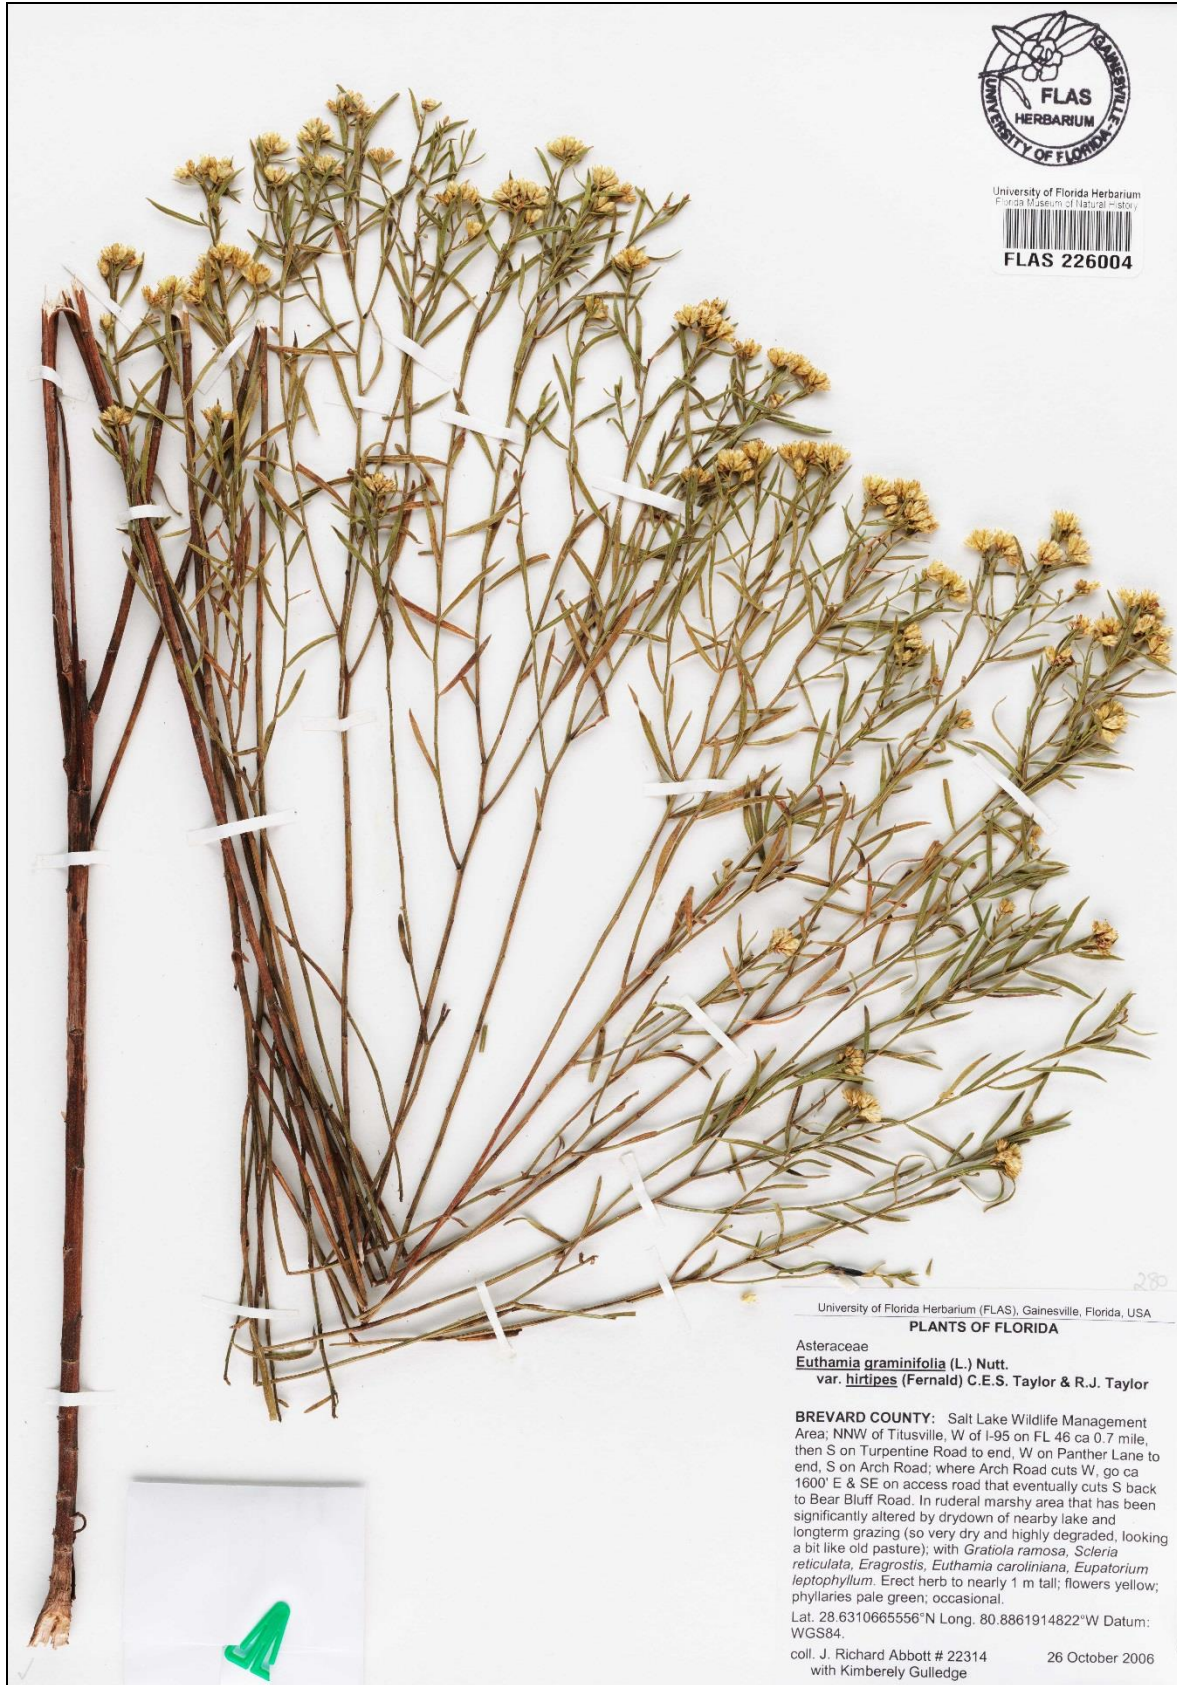 UNIVERSITY OF FLORIDA-GAINESVILLE-
FLAS
HERBARIUM
University of Florida Herbarium
Florida Museum of Natural History
FLAS 226004
280
University of Florida Herbarium (FLAS), Gainesville, Florida, USA
PLANTS OF FLORIDA
Asteraceae
Euthamia graminifolia (L.) Nutt.
var. hirtipes (Fernald) C.E.S. Taylor & R.J. Taylor
BREVARD COUNTY: Salt Lake Wildlife Management
Area; NNW of Titusville, W of I-95 on FL 46 ca 0.7 mile,
then S on Turpentine Road to end, W on Panther Lane to
end, S on Arch Road; where Arch Road cuts W, go ca
1600' E & SE on access road that eventually cuts S back
to Bear Bluff Road. In ruderal marshy area that has been
significantly altered by drydown of nearby lake and
longterm grazing (so very dry and highly degraded, looking
a bit like old pasture); with Gratiola ramosa, Scleria
reticulata, Eragrostis, Euthamia caroliniana, Eupatorium
leptophyllum. Erect herb to nearly 1 m tall; flowers yellow;
phyllaries pale green; occasional.
Lat. 28.6310665556°N Long. 80.8861914822°W Datum:
WGS84.
coll. J. Richard Abbott # 22314 26 October 2006
with Kimberely Gulledge